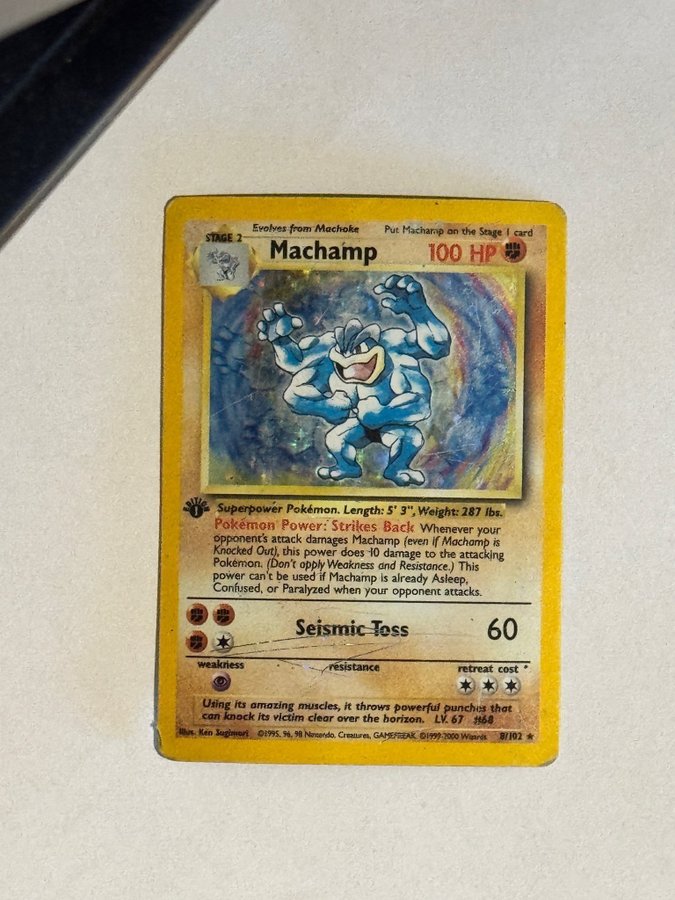 Evolves from Machoke Put Machamp on the Stage 1 card
STAGE 2
Machamp 100 HP
EDITION
1
Superpower Pokémon. Length: 5' 3", Weight: 287 lbs.
Pokémon Power: Strikes Back Whenever your
opponent's attack damages Machamp (even if Machamp is
Knocked Out), this power does 10 damage to the attacking
Pokémon. (Don't apply Weakness and Resistance.) This
power can't be used if Machamp is already Asleep,
Confused, or Paralyzed when your opponent attacks.
Seismic Toss 60
weakness resistance retreat cost
Using its amazing muscles, it throws powerful punches that
can knock its victim clear over the horizon. LV. 67 #68
Illus. Ken Sugimori ©1995, 96, 98 Nintendo, Creatures, GAMEFREAK. ©1999-2000 Wizards. 8/102 ★